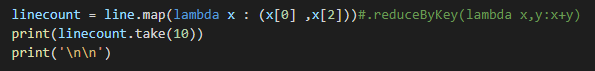 linecount = line.map(lambda x : (x[0] ,x[2]))#.reduceByKey(lambda x,y:x+y)
print(linecount.take(10))
print('\n\n')